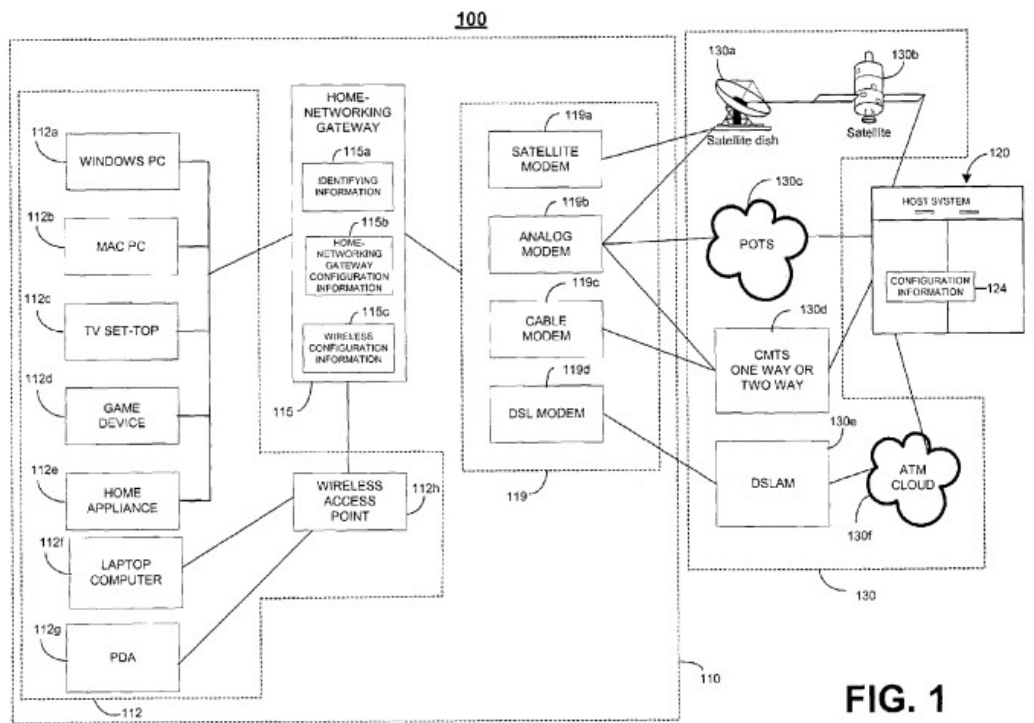 100
112a
WINDOWS PC
112b
MAC PC
112c
TV SET-TOP
112d
GAME
DEVICE
112e
HOME
APPLIANCE
112f
LAPTOP
COMPUTER
112g
PDA
112
HOME-
NETWORKING
GATEWAY
115a
IDENTIFYING
INFORMATION
115b
HOME-
NETWORKING
GATEWAY
CONFIGURATION
INFORMATION
115c
WIRELESS
CONFIGURATION
INFORMATION
115
WIRELESS
ACCESS
POINT
112h
119a
SATELLITE
MODEM
119b
ANALOG
MODEM
119c
CABLE
MODEM
119d
DSL MODEM
119
110
130a
Satellite dish
130b
Satellite
130c
POTS
130d
CMTS
ONE WAY OR
TWO WAY
130e
DSLAM
ATM
CLOUD
130f
130
120
HOST SYSTEM
CONFIGURATION
INFORMATION
124
FIG. 1